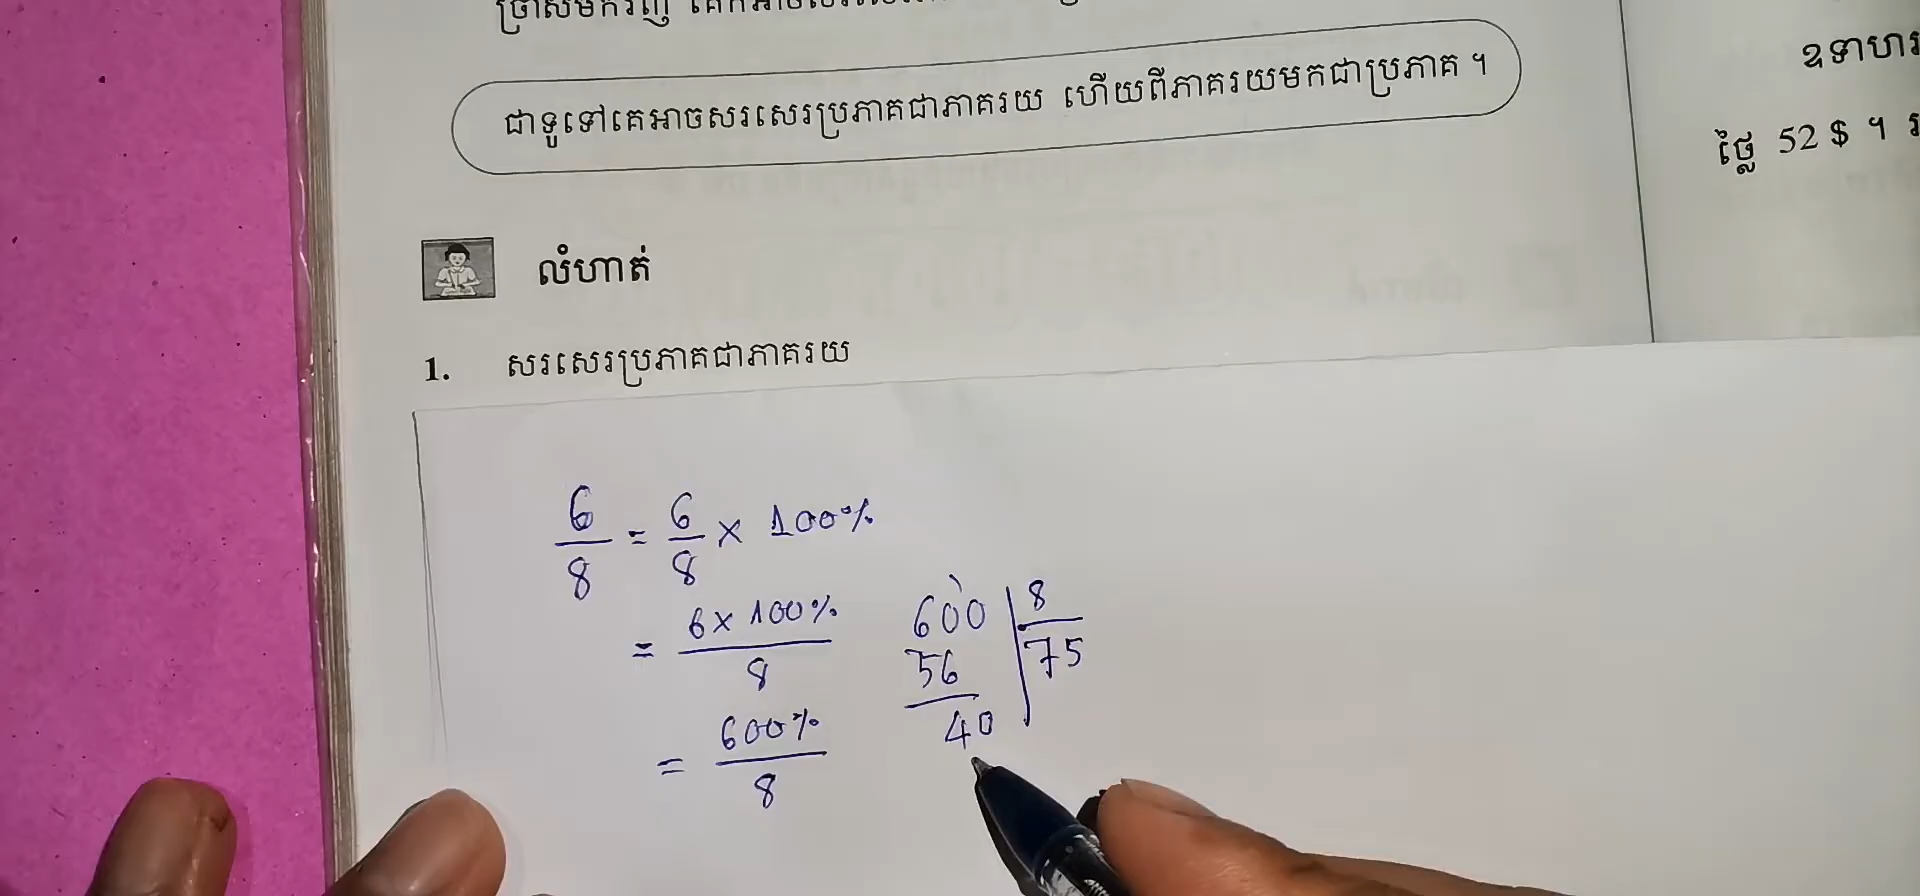 ជាទូទៅគេអាចសរសេរប្រភាគជាភាគរយ ហើយពីភាគរយមកជាប្រភាគ ។
លំហាត់
1. សរសេរប្រភាគជាភាគរយ
6/8 = 6/8 × 100%
= 6 × 100% / 8
= 600% / 8
600 | 8
56 | 75
40
ថ្លៃ 52 $ ។